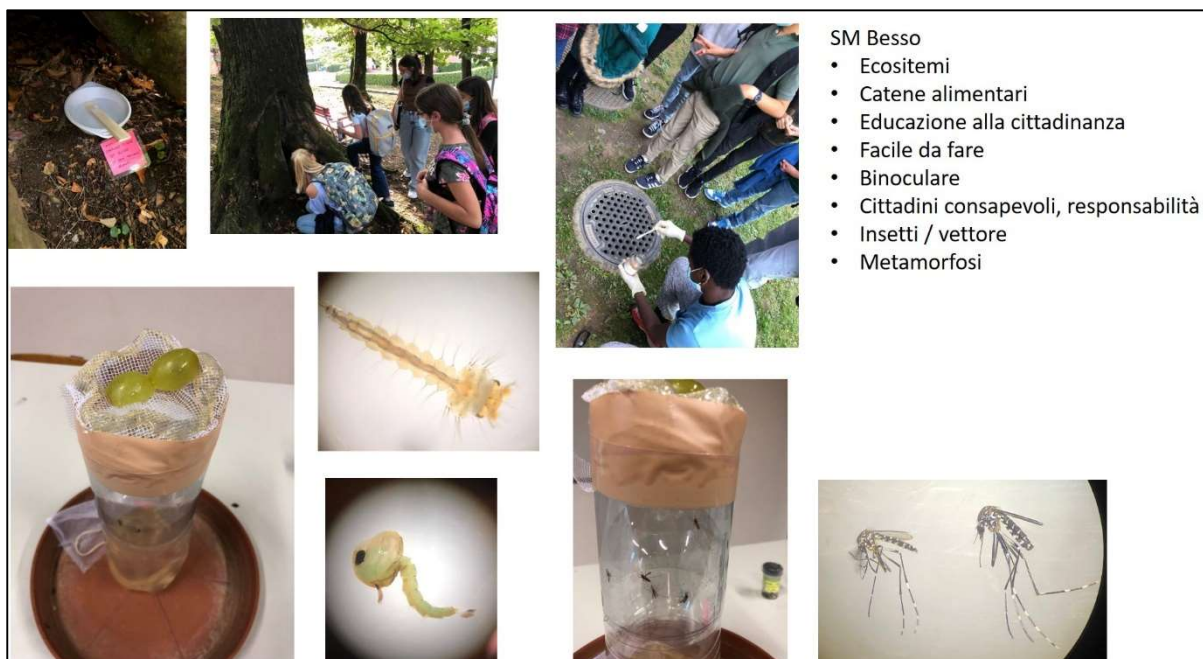 SM Besso
• Ecositemi
• Catene alimentari
• Educazione alla cittadinanza
• Facile da fare
• Binoculare
• Cittadini consapevoli, responsabilità
• Insetti / vettore
• Metamorfosi